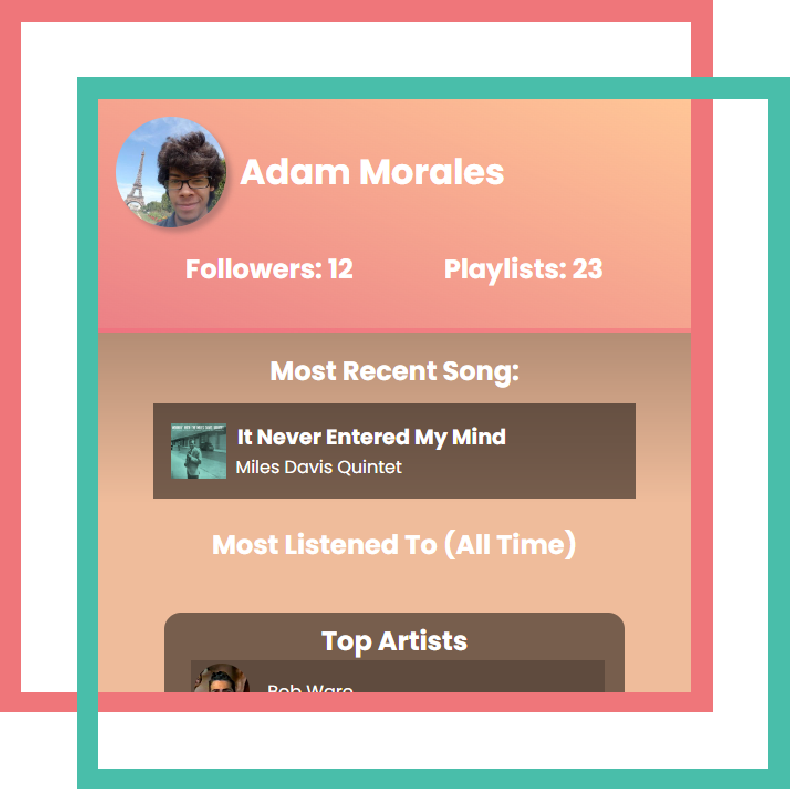 Adam Morales
Followers: 12
Playlists: 23
Most Recent Song:
It Never Entered My Mind
Miles Davis Quintet
Most Listened To (All Time)
Top Artists
Bob Ware